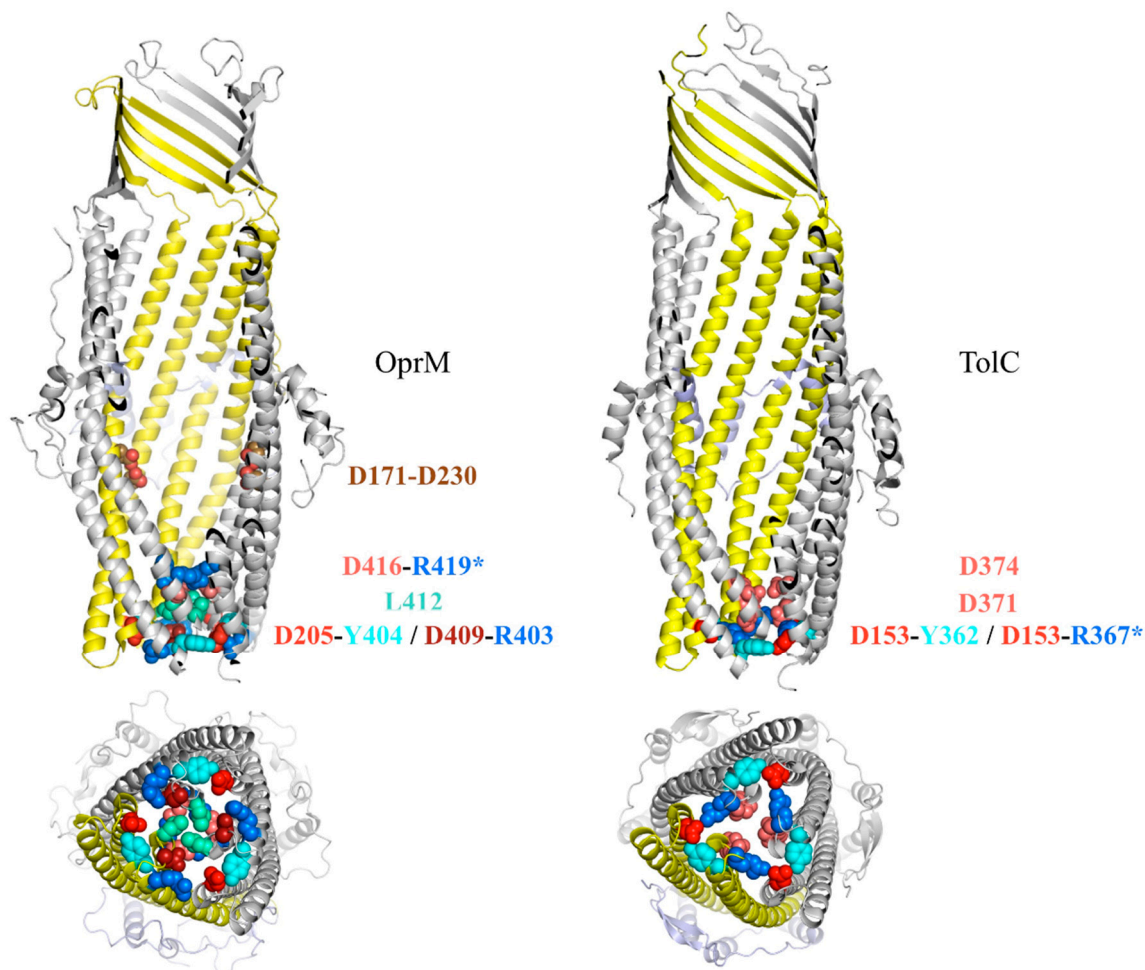 OprM
D171-D230
D416-R419*
L412
D205-Y404 / D409-R403
TolC
D374
D371
D153-Y362 / D153-R367*